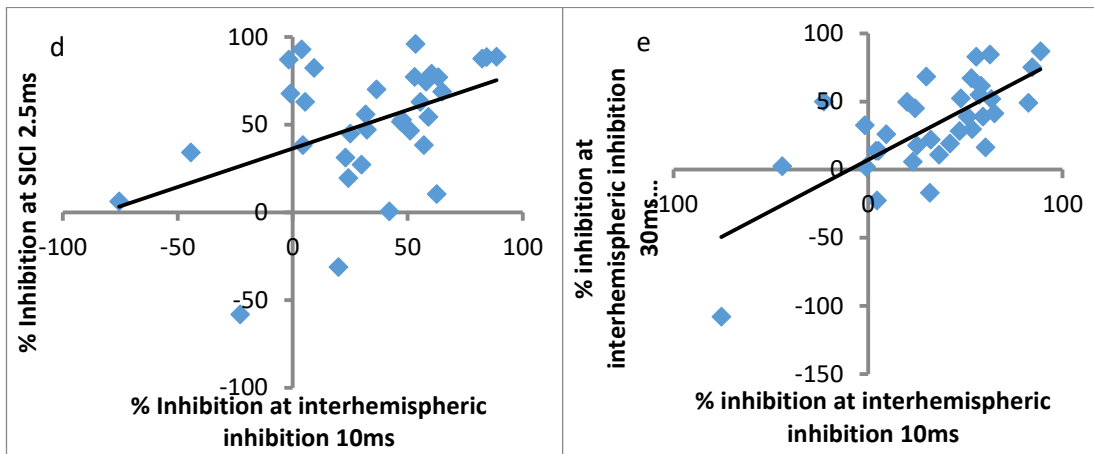 d
100
50
0
-50
-100
-100
-50
0
50
100
% Inhibition at SICI 2.5ms
% Inhibition at interhemispheric
inhibition 10ms
e
100
50
0
-50
-100
-150
-100
0
100
% inhibition at
interhemispheric inhibition
30ms...
% inhibition at interhemispheric
inhibition 10ms